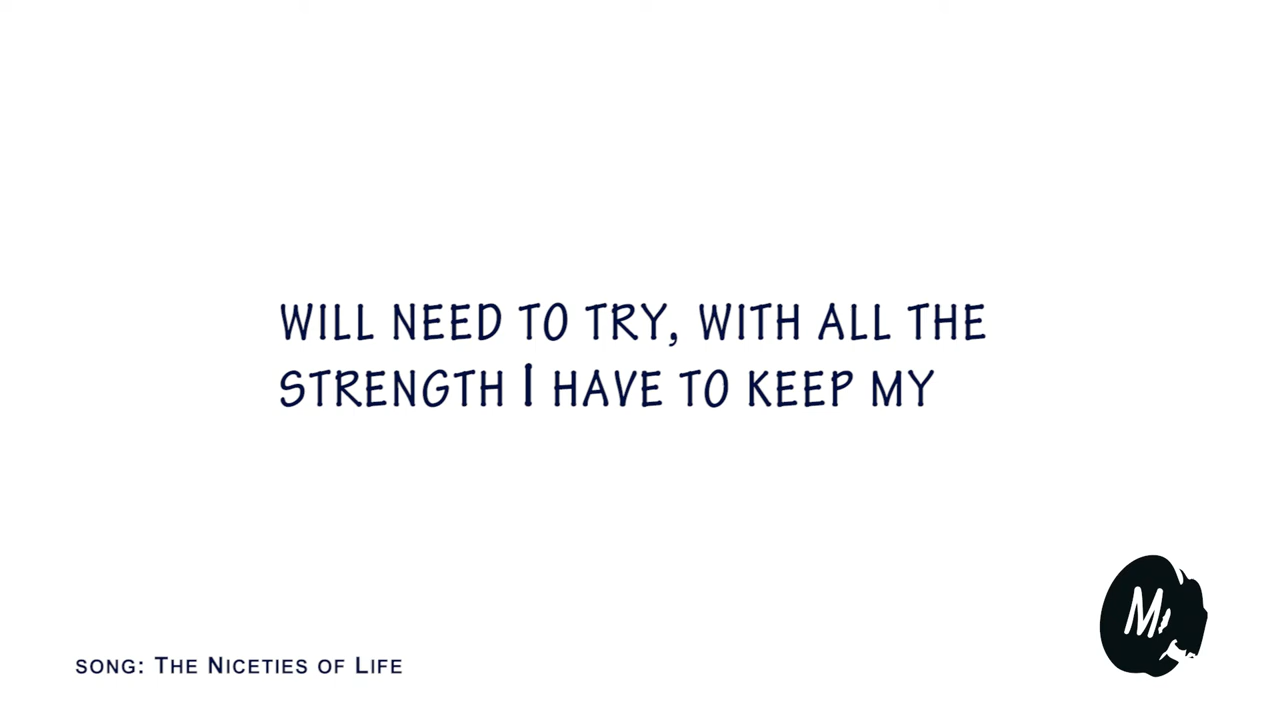 WILL NEED TO TRY, WITH ALL THE
STRENGTH I HAVE TO KEEP MY
SONG: THE NICETIES OF LIFE
M